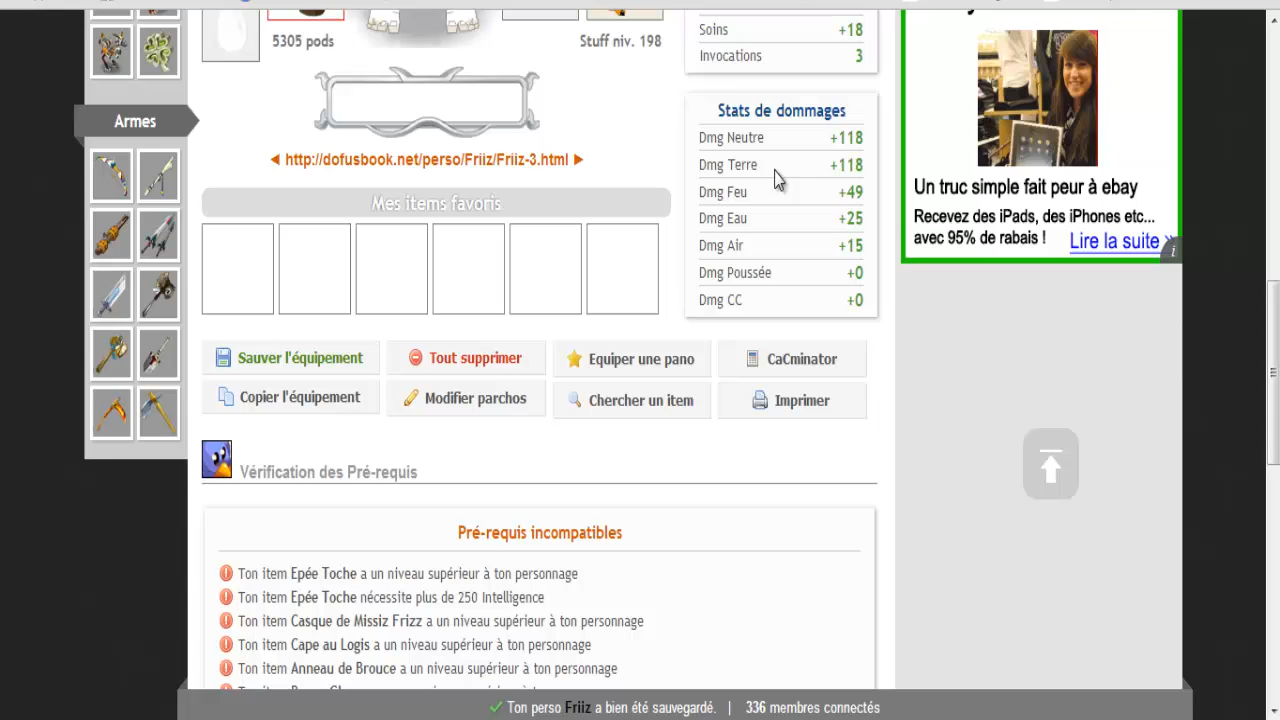 Soins +18
5305 pods
Stuff niv. 198
Invocations 3
Armes
Stats de dommages
Dmg Neutre +118
◄ http://dofusbook.net/perso/Friiz/Friiz-3.html ►
Dmg Terre +118
Dmg Feu +49
Mes items favoris
Dmg Eau +25
Dmg Air +15
Dmg Poussée +0
Dmg CC +0
Un truc simple fait peur à ebay
Recevez des iPads, des iPhones etc...
avec 95% de rabais !
Lire la suite »
i
Sauver l'équipement
Tout supprimer
Equiper une pano
CaCminator
Copier l'équipement
Modifier parchos
Chercher un item
Imprimer
Vérification des Pré-requis
Pré-requis incompatibles
Ton item Epée Toche a un niveau supérieur à ton personnage
Ton item Epée Toche nécessite plus de 250 Intelligence
Ton item Casque de Missiz Frizz a un niveau supérieur à ton personnage
Ton item Cape au Logis a un niveau supérieur à ton personnage
Ton item Anneau de Brouce a un niveau supérieur à ton personnage
Ton perso Friiz a bien été sauvegardé. | 336 membres connectés